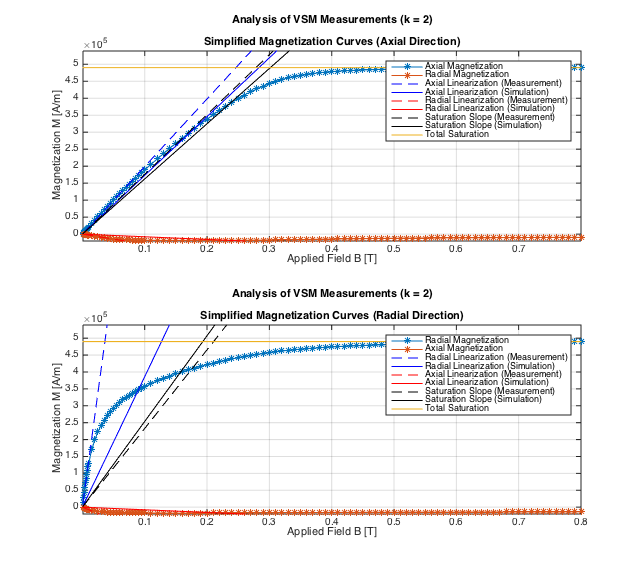 Analysis of VSM Measurements (k = 2)
Simplified Magnetization Curves (Axial Direction)
×10^5
Magnetization M [A/m]
5
4.5
4
3.5
3
2.5
2
1.5
1
0.5
0
Axial Magnetization
Radial Magnetization
Axial Linearization (Measurement)
Axial Linearization (Simulation)
Radial Linearization (Measurement)
Radial Linearization (Simulation)
Saturation Slope (Measurement)
Saturation Slope (Simulation)
Total Saturation
0.1 0.2 0.3 0.4 0.5 0.6 0.7 0.8
Applied Field B [T]
Analysis of VSM Measurements (k = 2)
Simplified Magnetization Curves (Radial Direction)
×10^5
Magnetization M [A/m]
5
4.5
4
3.5
3
2.5
2
1.5
1
0.5
0
Radial Magnetization
Axial Magnetization
Radial Linearization (Measurement)
Radial Linearization (Simulation)
Axial Linearization (Measurement)
Axial Linearization (Simulation)
Saturation Slope (Measurement)
Saturation Slope (Simulation)
Total Saturation
0.1 0.2 0.3 0.4 0.5 0.6 0.7 0.8
Applied Field B [T]